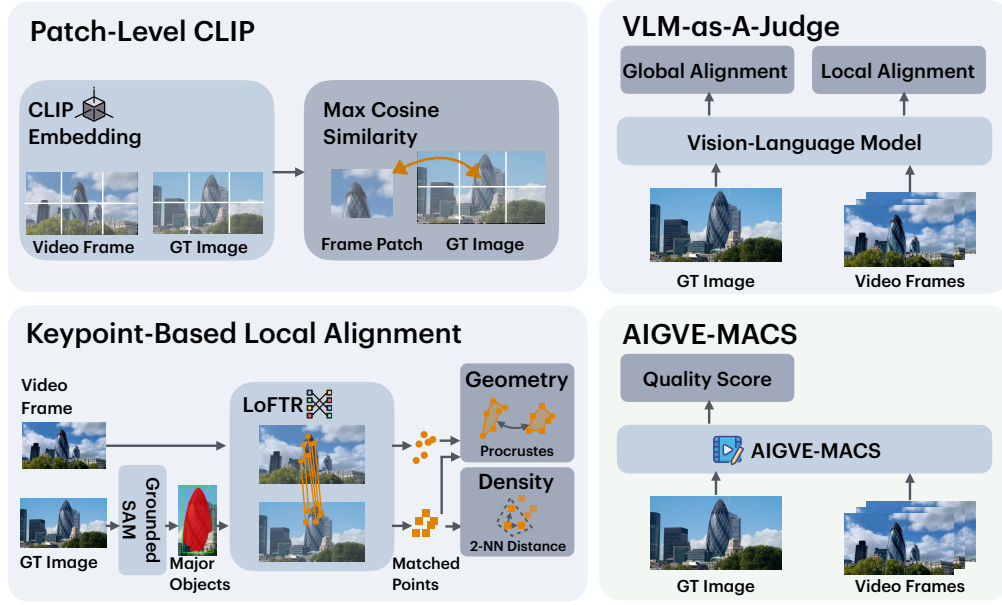 Patch-Level CLIP
CLIP
Embedding
Video Frame
GT Image
Max Cosine
Similarity
Frame Patch
GT Image
VLM-as-A-Judge
Global Alignment
Local Alignment
Vision-Language Model
GT Image
Video Frames
Keypoint-Based Local Alignment
Video
Frame
GT Image
Grounded
SAM
Major
Objects
LoFTR
Matched
Points
Geometry
Procrustes
Density
2-NN Distance
AIGVE-MACS
Quality Score
AIGVE-MACS
GT Image
Video Frames